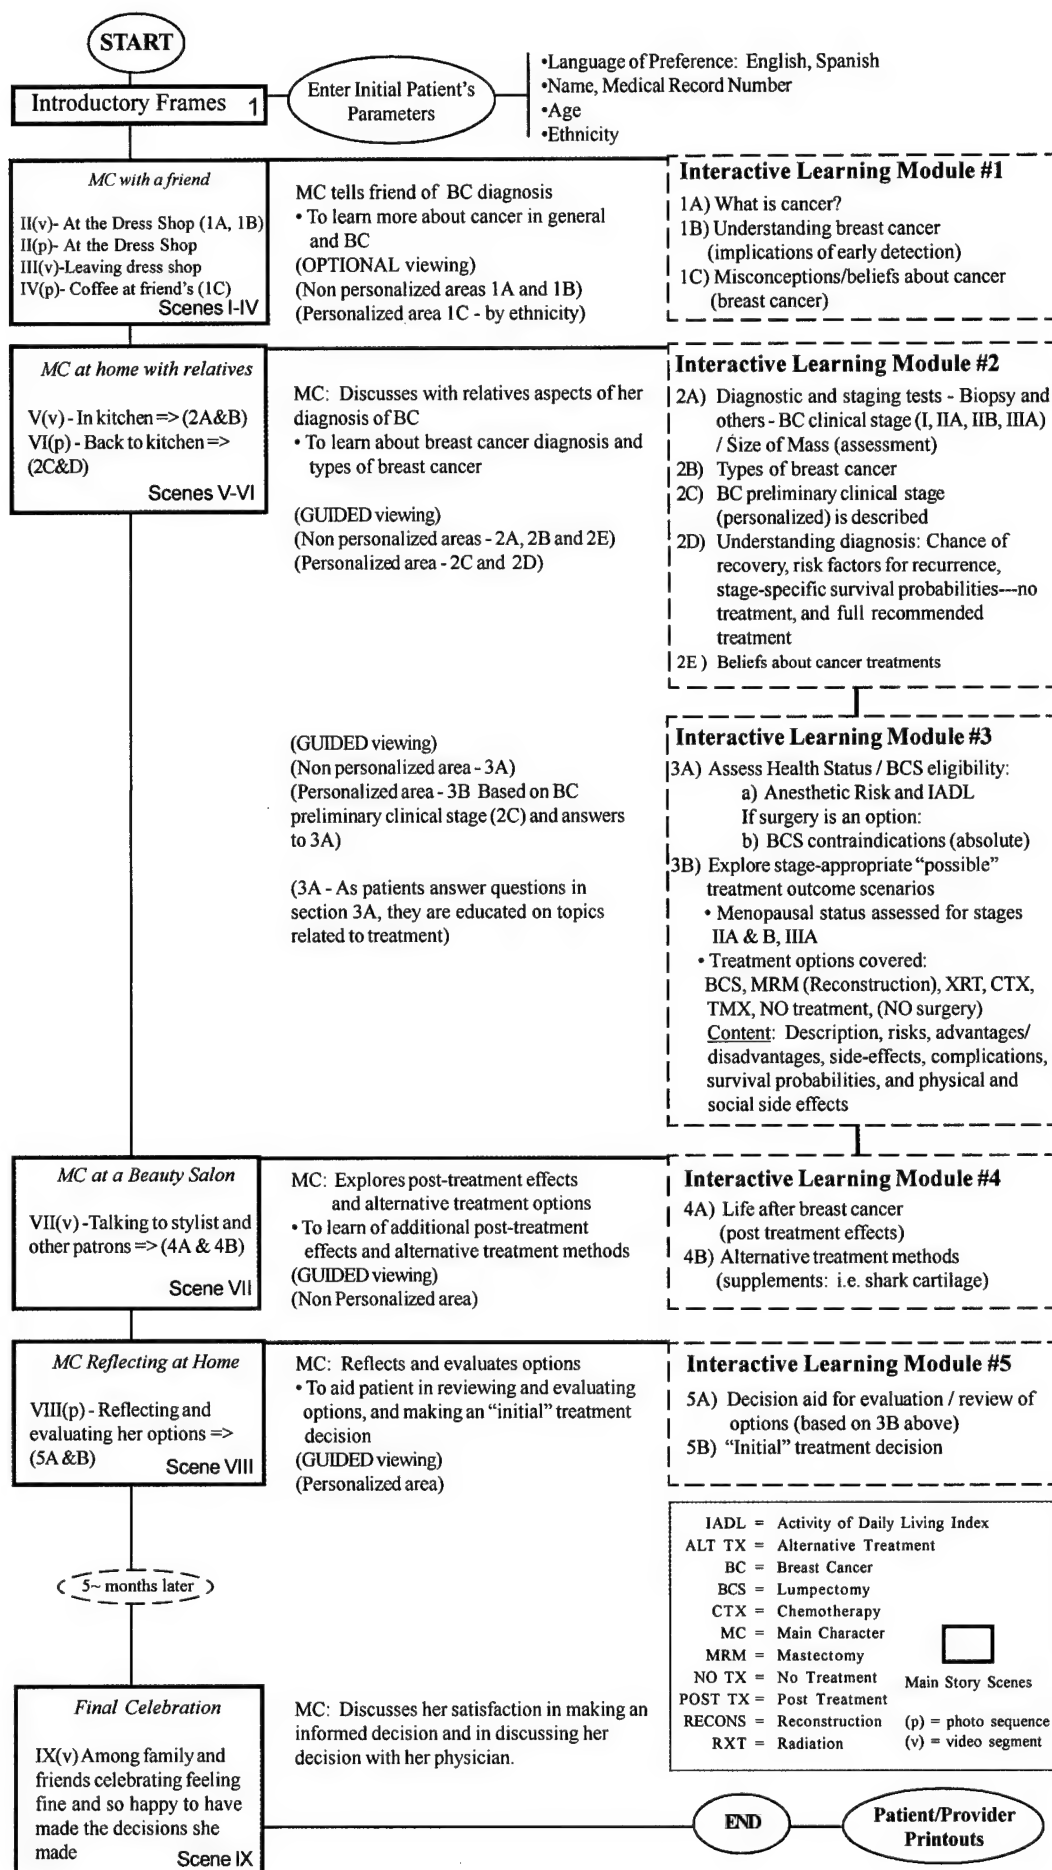 START
Introductory Frames 1
Enter Initial Patient's
Parameters
•Language of Preference: English, Spanish
•Name, Medical Record Number
•Age
•Ethnicity
MC with a friend
II(v)- At the Dress Shop (1A, 1B)
II(p)- At the Dress Shop
III(v)-Leaving dress shop
IV(p)- Coffee at friend's (1C)
Scenes I-IV
MC tells friend of BC diagnosis
• To learn more about cancer in general
and BC
(OPTIONAL viewing)
(Non personalized areas 1A and 1B)
(Personalized area 1C - by ethnicity)
Interactive Learning Module #1
1A) What is cancer?
1B) Understanding breast cancer
(implications of early detection)
1C) Misconceptions/beliefs about cancer
(breast cancer)
MC at home with relatives
V(v) - In kitchen => (2A&B)
VI(p) - Back to kitchen =>
(2C&D)
Scenes V-VI
MC: Discusses with relatives aspects of her
diagnosis of BC
• To learn about breast cancer diagnosis and
types of breast cancer
(GUIDED viewing)
(Non personalized areas - 2A, 2B and 2E)
(Personalized area - 2C and 2D)
Interactive Learning Module #2
2A) Diagnostic and staging tests - Biopsy and
others - BC clinical stage (I, IIA, IIB, IIIA)
/ Size of Mass (assessment)
2B) Types of breast cancer
2C) BC preliminary clinical stage
(personalized) is described
2D) Understanding diagnosis: Chance of
recovery, risk factors for recurrence,
stage-specific survival probabilities---no
treatment, and full recommended
treatment
2E ) Beliefs about cancer treatments
(GUIDED viewing)
(Non personalized area - 3A)
(Personalized area - 3B Based on BC
preliminary clinical stage (2C) and answers
to 3A)
(3A - As patients answer questions in
section 3A, they are educated on topics
related to treatment)
Interactive Learning Module #3
3A) Assess Health Status / BCS eligibility:
a) Anesthetic Risk and IADL
If surgery is an option:
b) BCS contraindications (absolute)
3B) Explore stage-appropriate “possible”
treatment outcome scenarios
• Menopausal status assessed for stages
IIA & B, IIIA
• Treatment options covered:
BCS, MRM (Reconstruction), XRT, CTX,
TMX, NO treatment, (NO surgery)
Content: Description, risks, advantages/
disadvantages, side-effects, complications,
survival probabilities, and physical and
social side effects
MC at a Beauty Salon
VII(v) -Talking to stylist and
other patrons => (4A & 4B)
Scene VII
MC: Explores post-treatment effects
and alternative treatment options
• To learn of additional post-treatment
effects and alternative treatment methods
(GUIDED viewing)
(Non Personalized area)
Interactive Learning Module #4
4A) Life after breast cancer
(post treatment effects)
4B) Alternative treatment methods
(supplements: i.e. shark cartilage)
MC Reflecting at Home
VIII(p) - Reflecting and
evaluating her options =>
(5A &B)
Scene VIII
MC: Reflects and evaluates options
• To aid patient in reviewing and evaluating
options, and making an “initial” treatment
decision
(GUIDED viewing)
(Personalized area)
Interactive Learning Module #5
5A) Decision aid for evaluation / review of
options (based on 3B above)
5B) “Initial” treatment decision
5~ months later
IADL = Activity of Daily Living Index
ALT TX = Alternative Treatment
BC = Breast Cancer
BCS = Lumpectomy
CTX = Chemotherapy
MC = Main Character
MRM = Mastectomy
NO TX = No Treatment
POST TX = Post Treatment
RECONS = Reconstruction
RXT = Radiation
Main Story Scenes
(p) = photo sequence
(v) = video segment
Final Celebration
IX(v) Among family and
friends celebrating feeling
fine and so happy to have
made the decisions she
made
Scene IX
MC: Discusses her satisfaction in making an
informed decision and in discussing her
decision with her physician.
END
Patient/Provider
Printouts